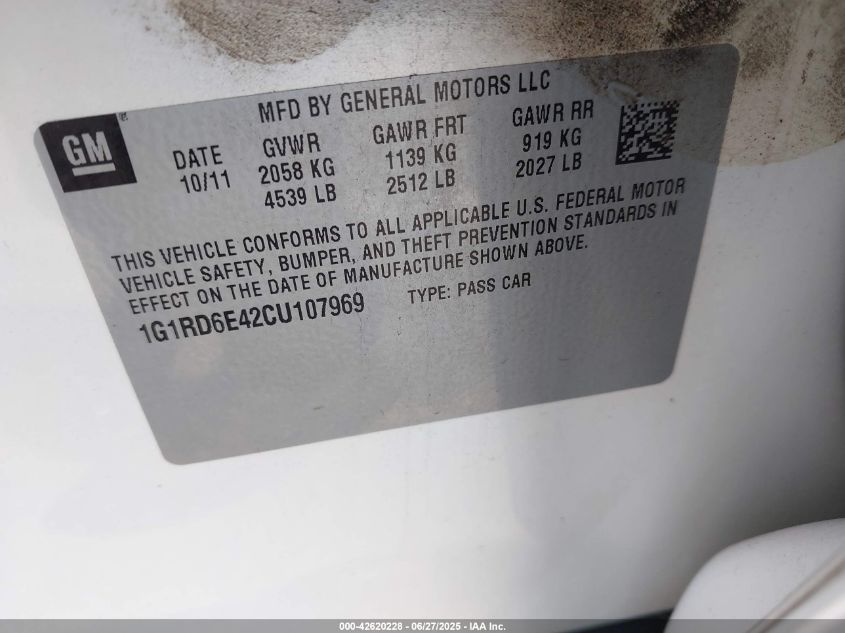 GM
MFD BY GENERAL MOTORS LLC
DATE GVWR GAWR FRT GAWR RR
10/11 2058 KG 1139 KG 919 KG
4539 LB 2512 LB 2027 LB
THIS VEHICLE CONFORMS TO ALL APPLICABLE U.S. FEDERAL MOTOR
VEHICLE SAFETY, BUMPER, AND THEFT PREVENTION STANDARDS IN
EFFECT ON THE DATE OF MANUFACTURE SHOWN ABOVE.
1G1RD6E42CU107969 TYPE: PASS CAR
000-42620228 - 06/27/2025 - IAA Inc.